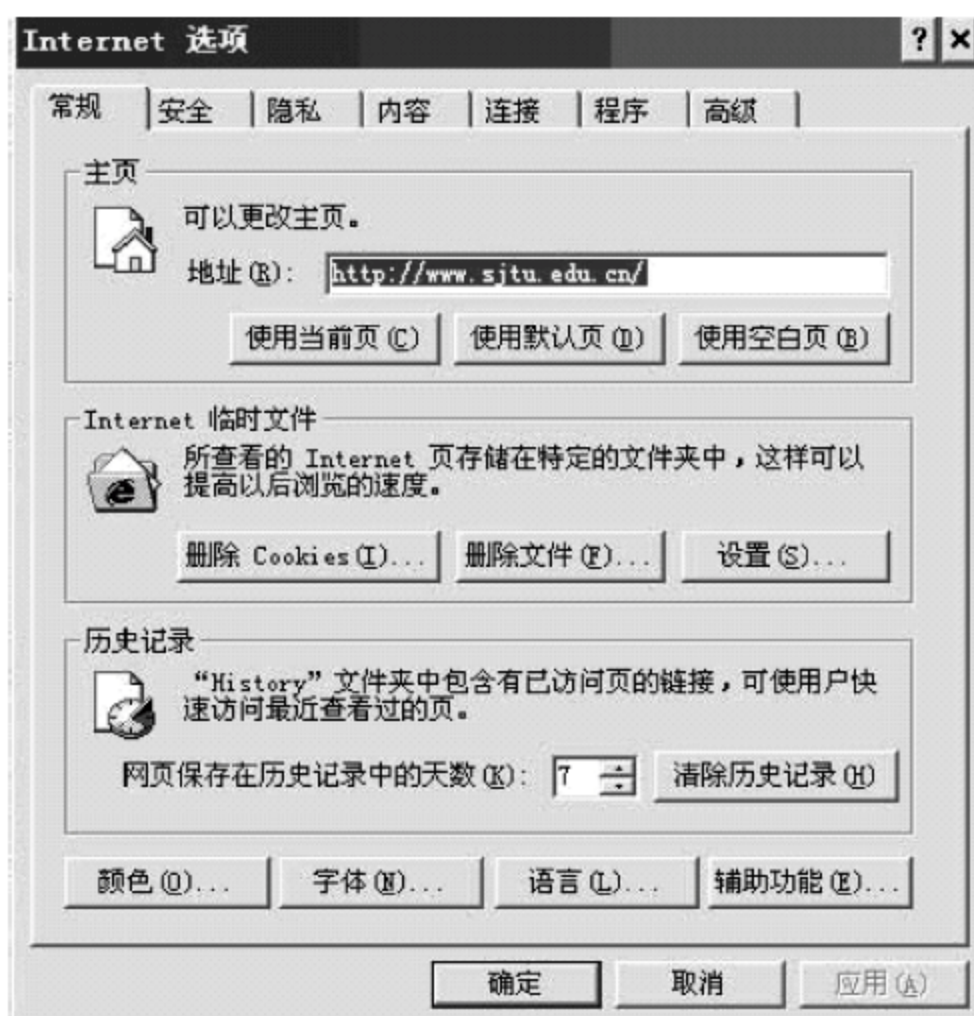 Internet 选项
常规 安全 隐私 内容 连接 程序 高级
主页
可以更改主页。
地址(R): http://www.sjtu.edu.cn/
使用当前页(C) 使用默认页(D) 使用空白页(B)
Internet 临时文件
所查看的 Internet 页存储在特定的文件夹中，这样可以
提高以后浏览的速度。
删除 Cookies(I)... 删除文件(F)... 设置(S)...
历史记录
“History”文件夹中包含有已访问页的链接，可使用户快
速访问最近查看过的页。
网页保存在历史记录中的天数(K): 7 清除历史记录(H)
颜色(O)... 字体(N)... 语言(L)... 辅助功能(E)...
确定 取消 应用(A)